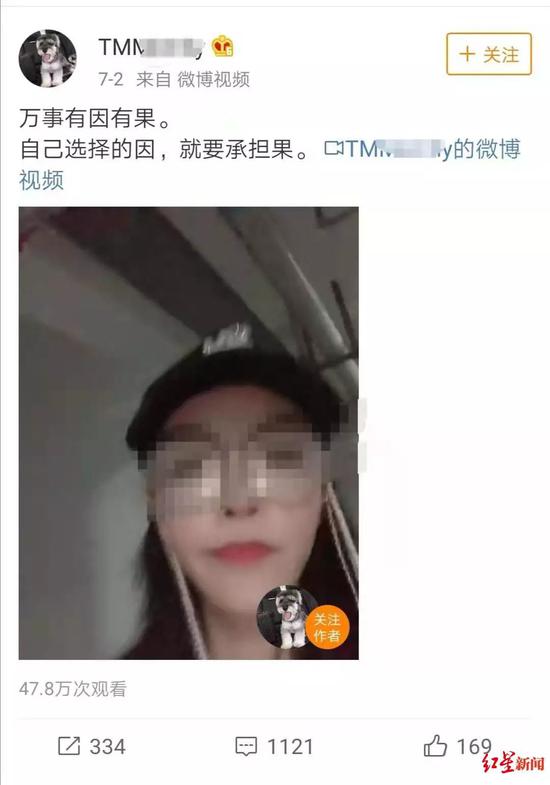 TMM
+ 关注
7-2 来自 微博视频
万事有因有果。
自己选择的因，就要承担果。 TM
y的微博
视频
关注
作者
47.8万次观看
334 1121 169
红星新闻